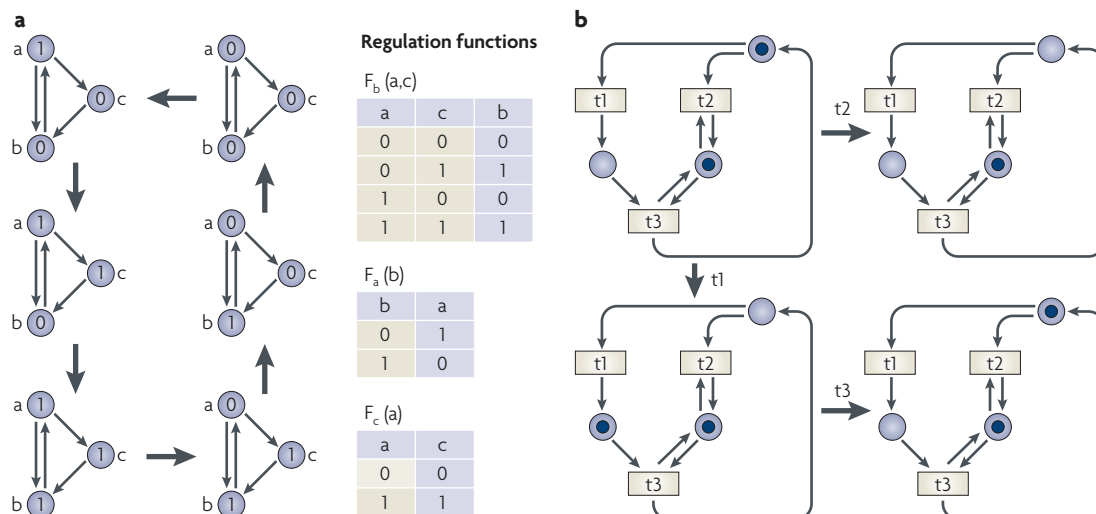 a
a 1
0 c
b 0
a 0
0 c
b 0
a 1
1 c
b 0
a 0
0 c
b 1
a 1
1 c
b 1
a 0
1 c
b 1
Regulation functions
F_b (a,c)
a c b
0 0 0
0 1 1
1 0 0
1 1 1
F_a (b)
b a
0 1
1 0
F_c (a)
a c
0 0
1 1
b
t1 t2
t3
t2
t1 t2
t3
t1
t1 t2
t3
t3
t1 t2
t3